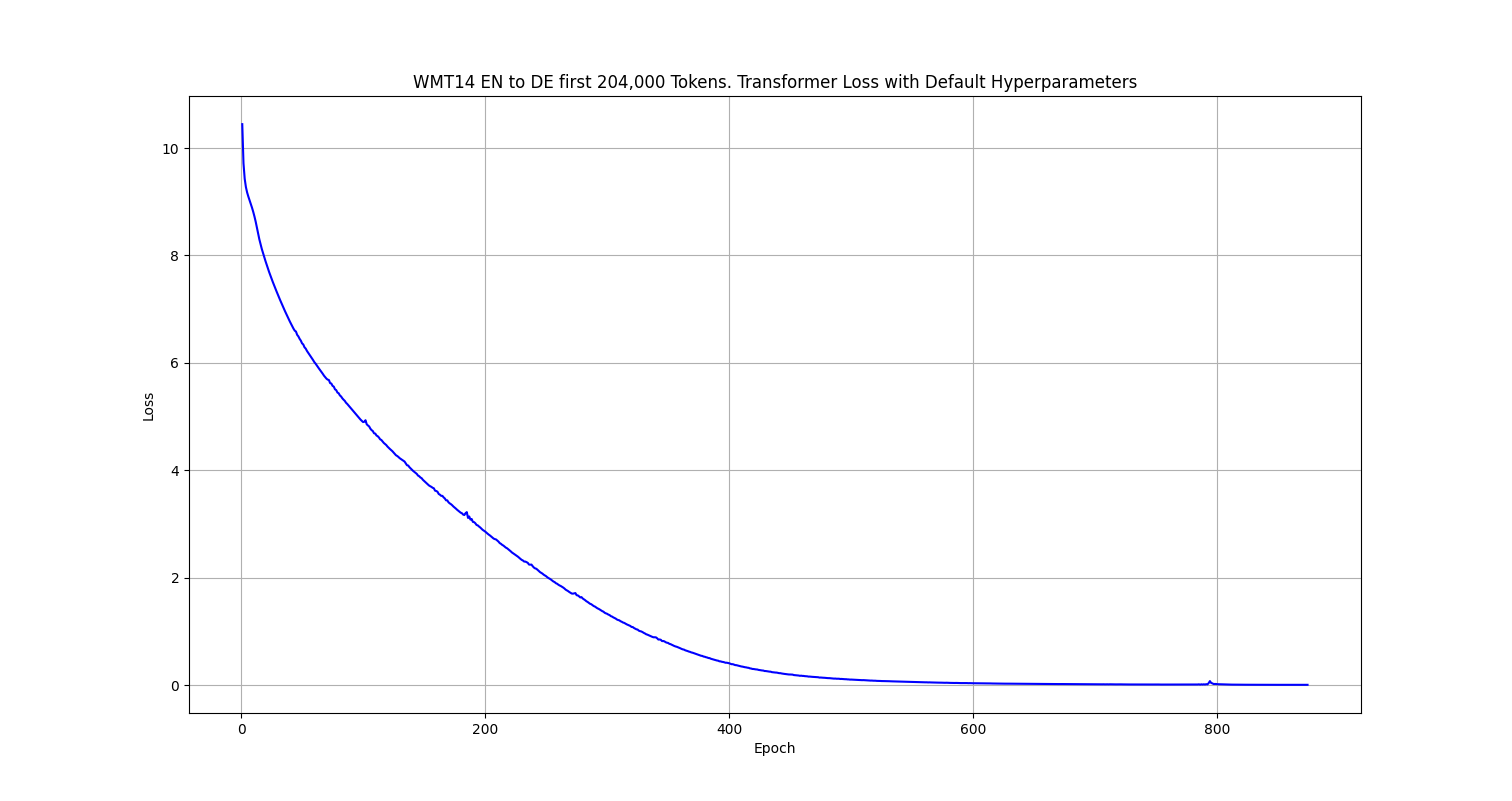 WMT14 EN to DE first 204,000 Tokens. Transformer Loss with Default Hyperparameters
10
8
6
4
2
0
Loss
0 200 400 600 800
Epoch